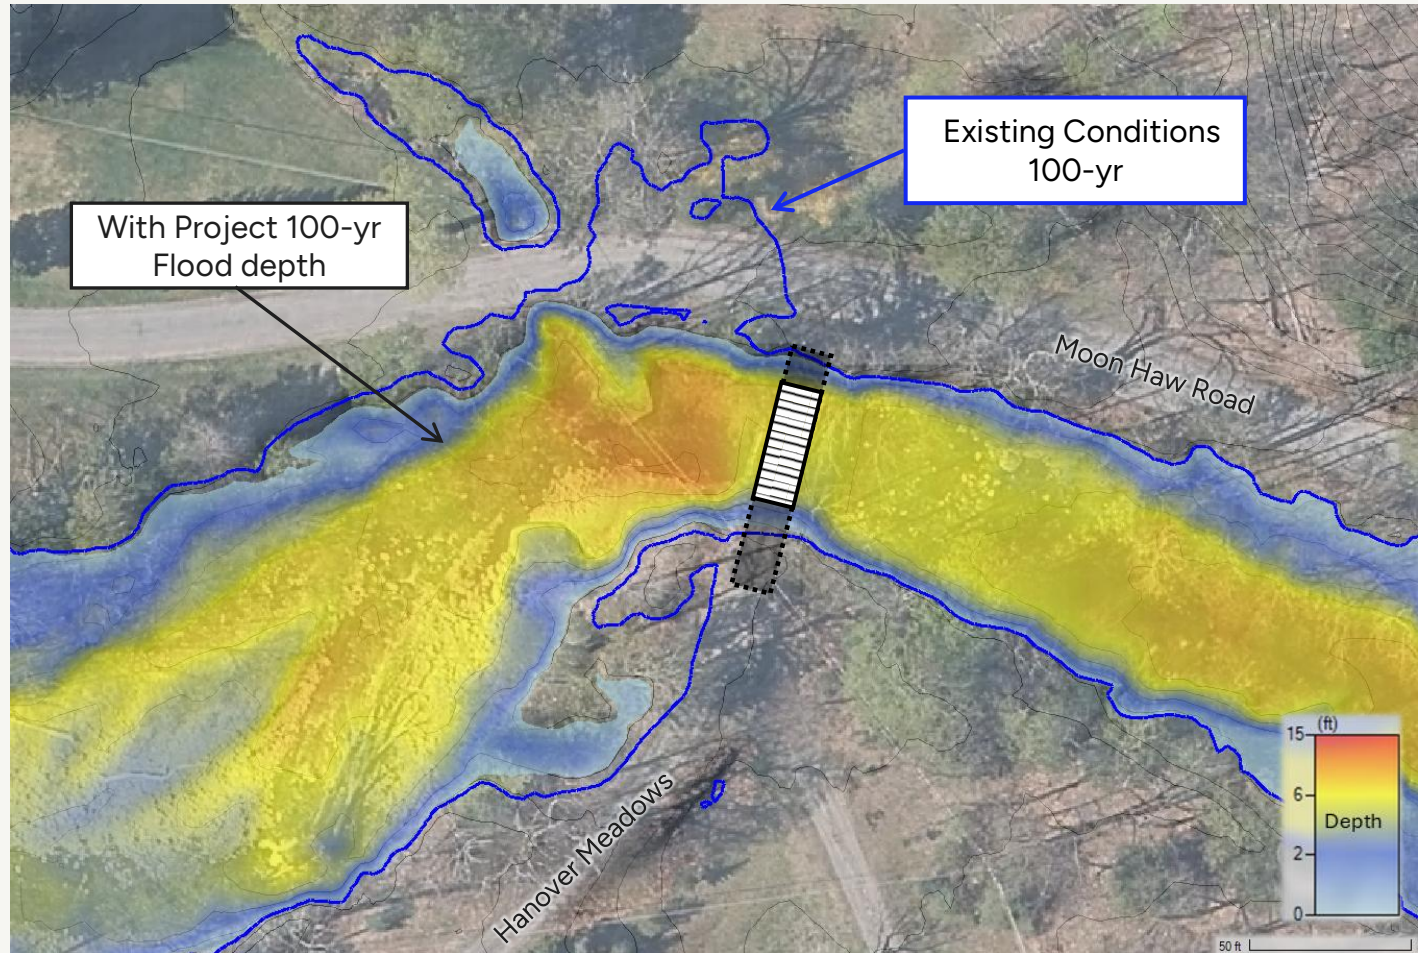 Existing Conditions
100-yr
With Project 100-yr
Flood depth
Moon Haw Road
Hanover Meadows
(ft)
15
6
Depth
2
0
50 ft